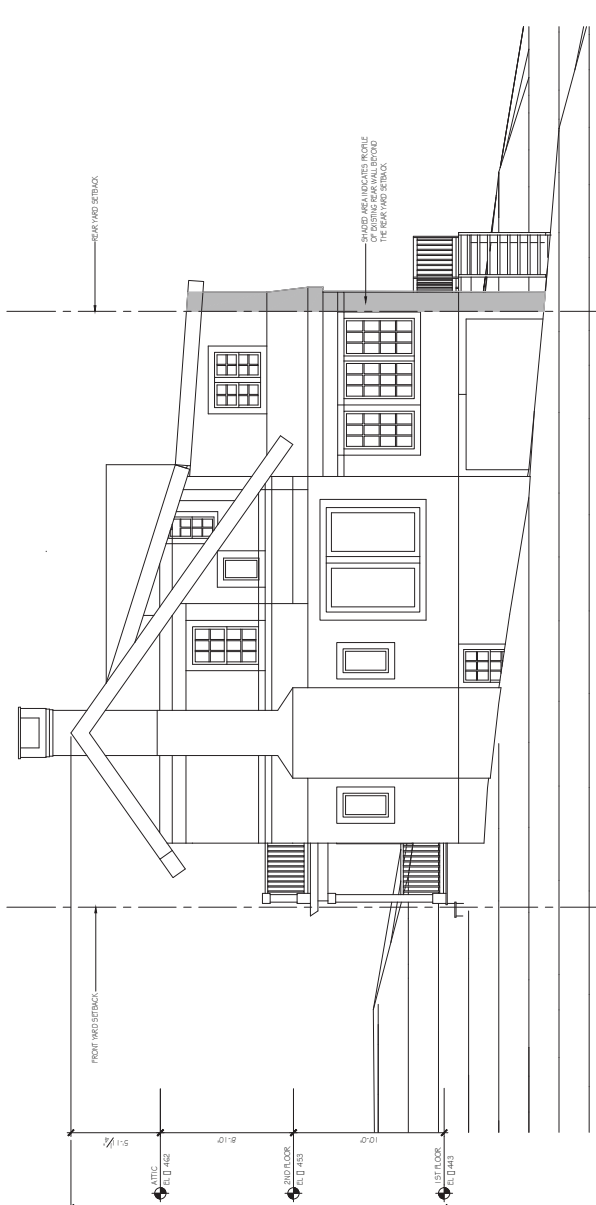 REAR YARD SETBACK
SHADED AREA INDICATES PROFILE
OF EXISTING REAR WALL BEYOND
THE REAR YARD SETBACK
FRONT YARD SETBACK
8'-10"
10'-0"
ATTIC
EL 462
2ND FLOOR
EL 453
1ST FLOOR
EL 443